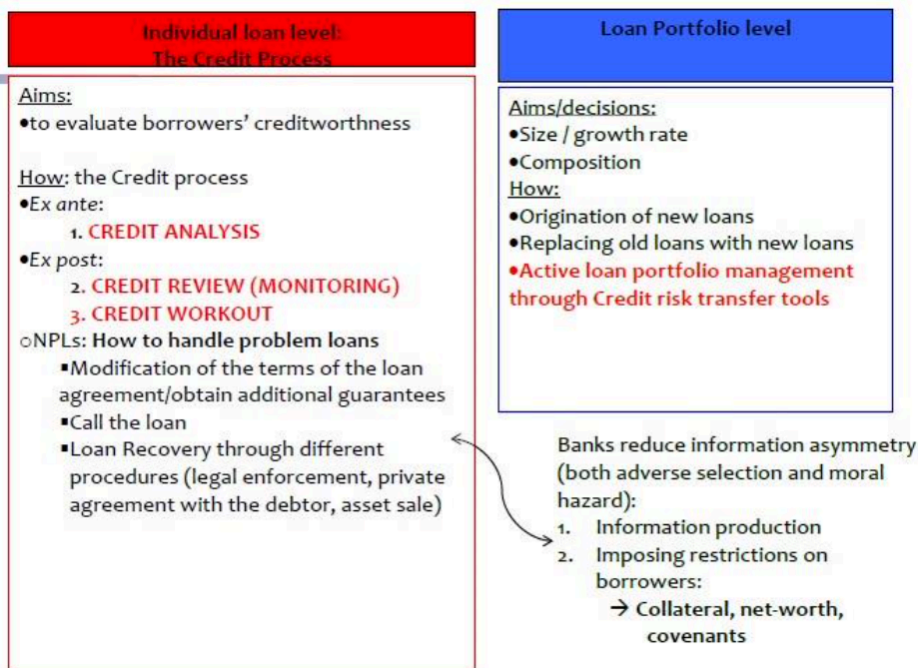 Individual loan level:
The Credit Process
Aims:
•to evaluate borrowers' creditworthness
How: the Credit process
•Ex ante:
1. CREDIT ANALYSIS
•Ex post:
2. CREDIT REVIEW (MONITORING)
3. CREDIT WORKOUT
oNPLs: How to handle problem loans
▪Modification of the terms of the loan
agreement/obtain additional guarantees
▪Call the loan
▪Loan Recovery through different
procedures (legal enforcement, private
agreement with the debtor, asset sale)
Loan Portfolio level
Aims/decisions:
•Size / growth rate
•Composition
How:
•Origination of new loans
•Replacing old loans with new loans
•Active loan portfolio management
through Credit risk transfer tools
Banks reduce information asymmetry
(both adverse selection and moral
hazard):
1. Information production
2. Imposing restrictions on
borrowers:
→ Collateral, net-worth,
covenants